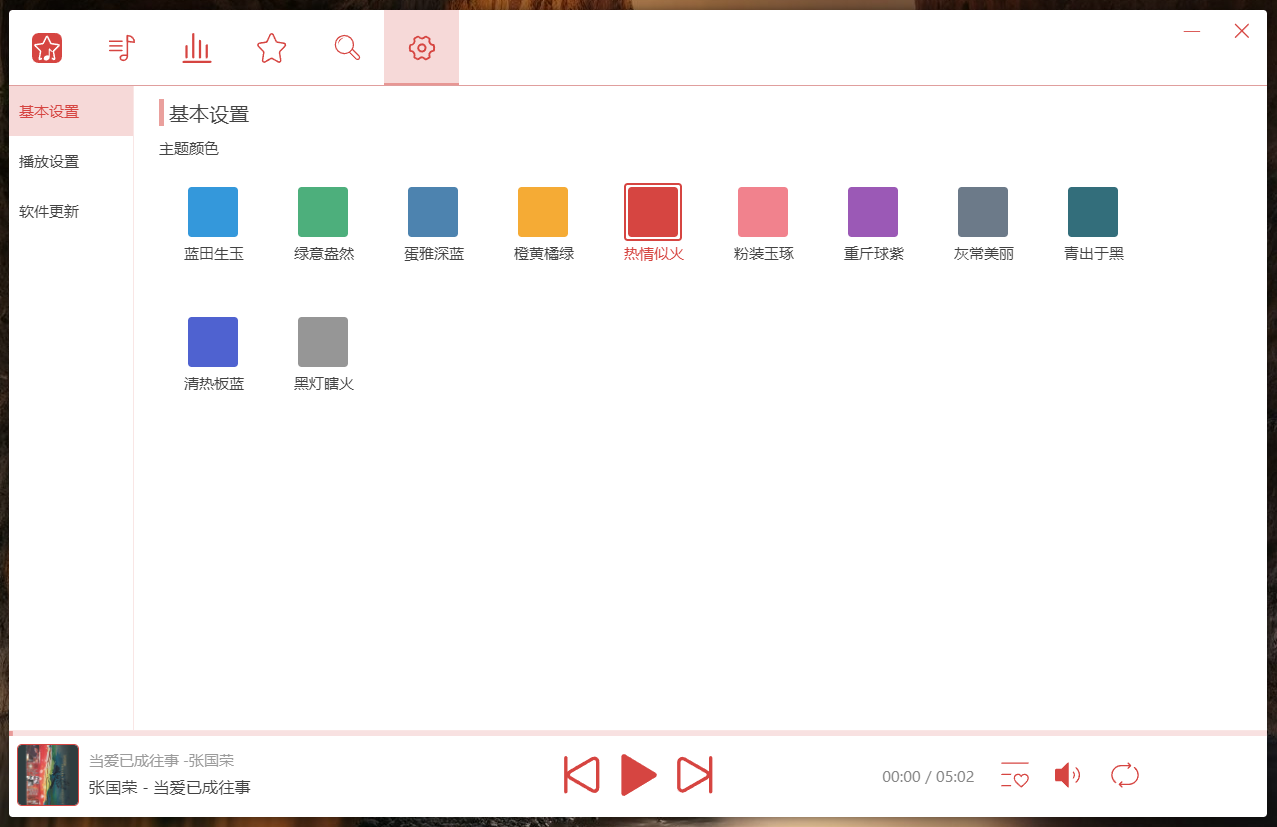 基本设置
播放设置
软件更新
基本设置
主题颜色
蓝田生玉 绿意盎然 蛋雅深蓝 橙黄橘绿 热情似火 粉装玉琢 重斤球紫 灰常美丽 青出于黑
清热板蓝 黑灯瞎火
当爱已成往事 -张国荣
张国荣 - 当爱已成往事
00:00 / 05:02